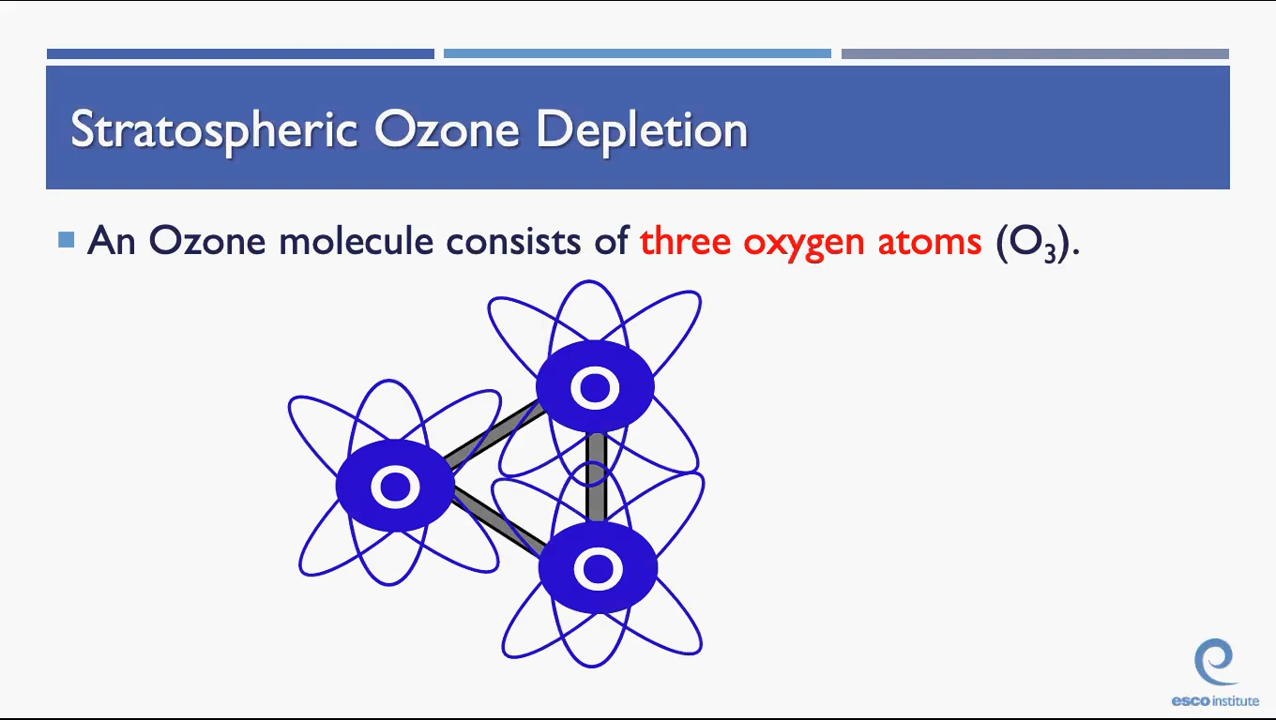 Stratospheric Ozone Depletion
An Ozone molecule consists of three oxygen atoms (O₃).
O
O
O
esco institute